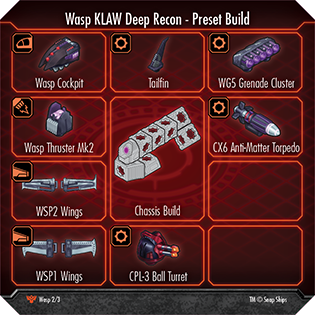 Wasp KLAW Deep Recon - Preset Build
Wasp Cockpit
Tailfin
WG5 Grenade Cluster
Wasp Thruster Mk2
Chassis Build
CX6 Anti-Matter Torpedo
WSP2 Wings
WSP1 Wings
CPL-3 Ball Turret
Wasp 2/3
TM © Snap Ships